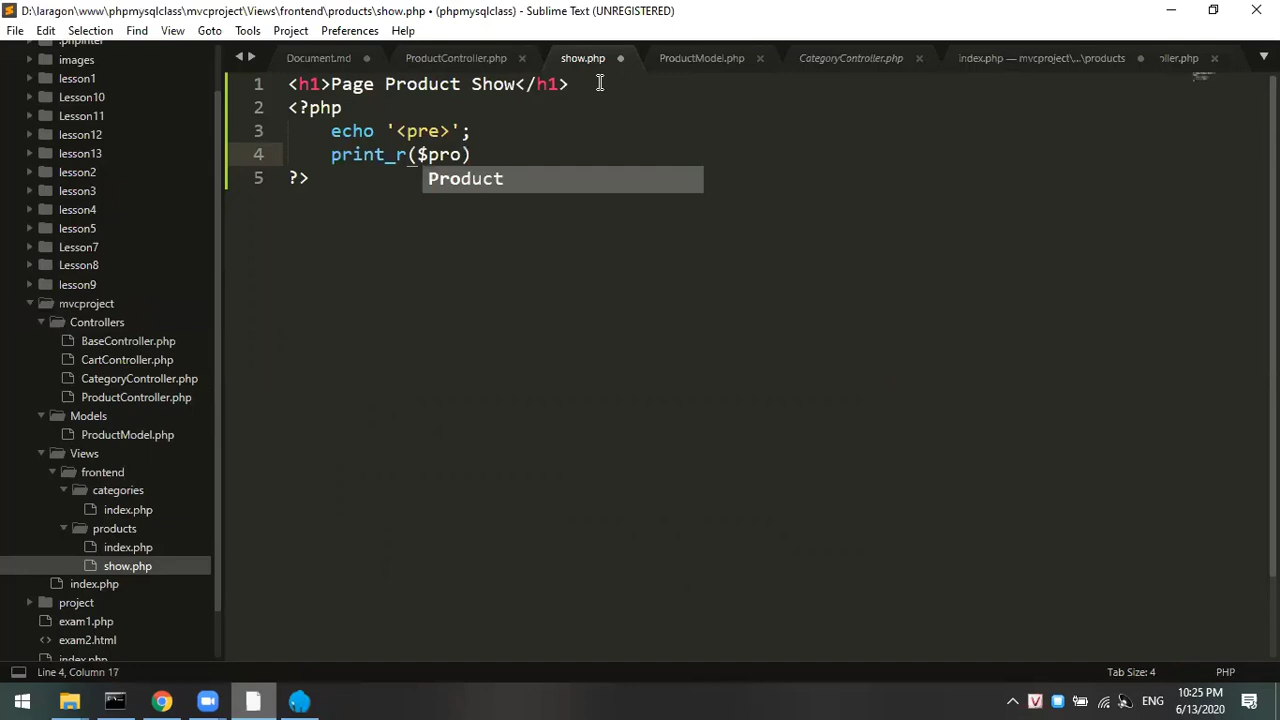 D:\laragon\www\phpmysqlclass\mvcproject\Views\frontend\products\show.php • (phpmysqlclass) - Sublime Text (UNREGISTERED)
File Edit Selection Find View Goto Tools Project Preferences Help
Document.md ProductController.php show.php ProductModel.php CategoryController.php index.php — mvcproject\...\products
images
lesson1
Lesson10
Lesson11
lesson12
lesson13
lesson2
lesson3
lesson4
lesson5
Lesson7
Lesson8
lesson9
mvcproject
Controllers
BaseController.php
CartController.php
CategoryController.php
ProductController.php
Models
ProductModel.php
Views
frontend
categories
index.php
products
index.php
show.php
index.php
project
exam1.php
exam2.html
index.php
1 <h1>Page Product Show</h1>
2 <?php
3 echo '<pre>';
4 print_r($pro)
Product
5 ?>
Line 4, Column 17 Tab Size: 4 PHP
ENG
10:25 PM
6/13/2020